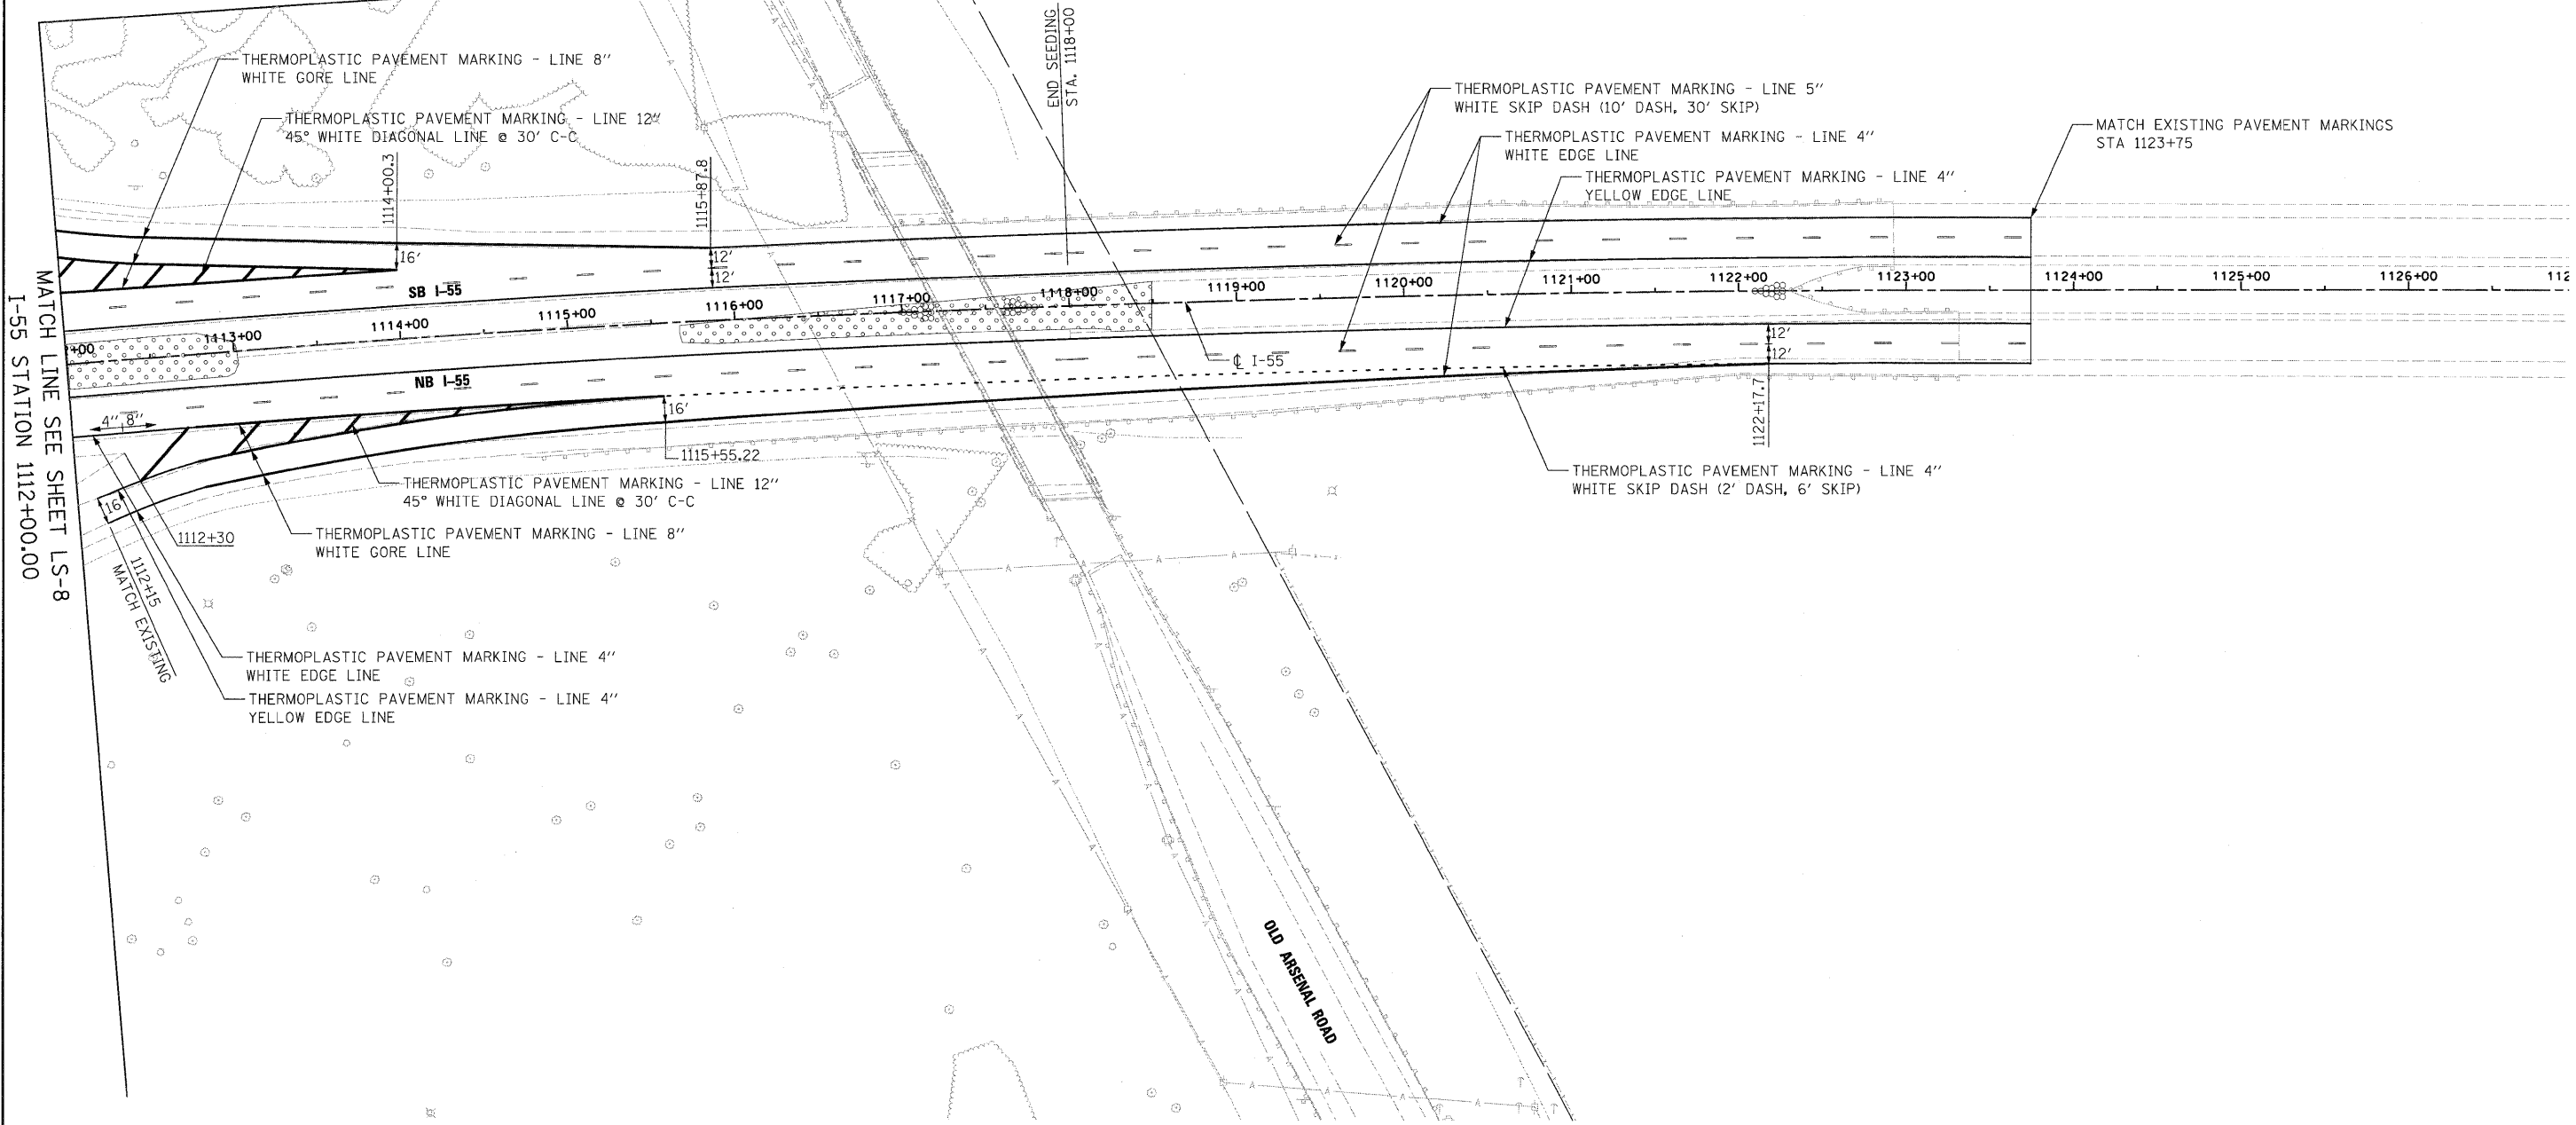 THERMOPLASTIC PAVEMENT MARKING - LINE 8"
WHITE GORE LINE
THERMOPLASTIC PAVEMENT MARKING - LINE 12"
45° WHITE DIAGONAL LINE @ 30' C-C
1114+00.3
16'
1115+87.8
12'
12'
END SEEDING
STA. 1118+00
THERMOPLASTIC PAVEMENT MARKING - LINE 5"
WHITE SKIP DASH (10' DASH, 30' SKIP)
THERMOPLASTIC PAVEMENT MARKING - LINE 4"
WHITE EDGE LINE
THERMOPLASTIC PAVEMENT MARKING - LINE 4"
YELLOW EDGE LINE
MATCH EXISTING PAVEMENT MARKINGS
STA 1123+75
MATCH LINE SEE SHEET LS-8
I-55 STATION 1112+00.00
SB I-55
+00
1113+00
1114+00
1115+00
1116+00
1117+00
1118+00
1119+00
1120+00
1121+00
1122+00
1123+00
1124+00
1125+00
1126+00
112
NB I-55
℄ I-55
12'
12'
1122+17.7
4" 8"
16'
1115+55.22
THERMOPLASTIC PAVEMENT MARKING - LINE 4"
WHITE SKIP DASH (2' DASH, 6' SKIP)
THERMOPLASTIC PAVEMENT MARKING - LINE 12"
45° WHITE DIAGONAL LINE @ 30' C-C
THERMOPLASTIC PAVEMENT MARKING - LINE 8"
WHITE GORE LINE
16'
1112+30
1112+15
MATCH EXISTING
THERMOPLASTIC PAVEMENT MARKING - LINE 4"
WHITE EDGE LINE
THERMOPLASTIC PAVEMENT MARKING - LINE 4"
YELLOW EDGE LINE
OLD ARSENAL ROAD